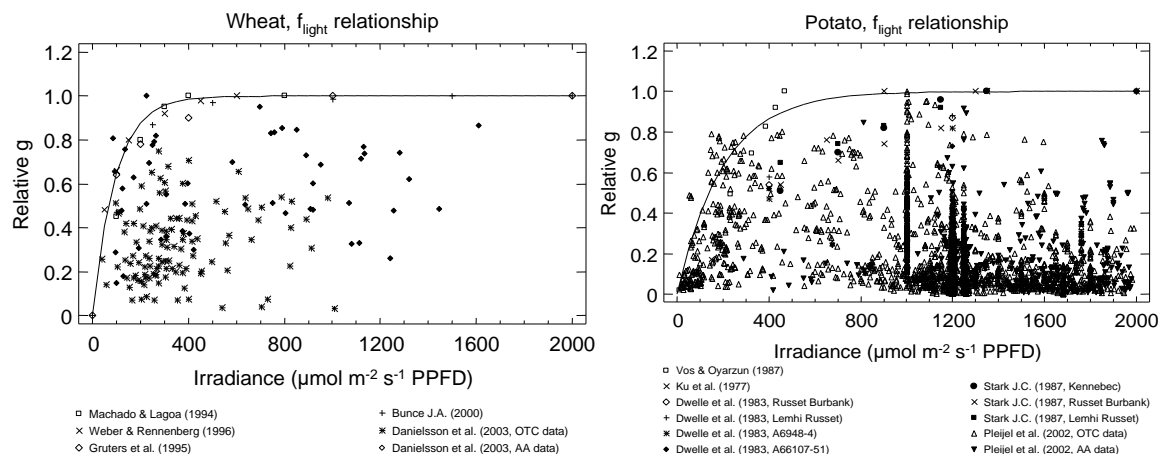 Wheat, flight relationship
Relative g
1.2
1.0
0.8
0.6
0.4
0.2
0
0 400 800 1200 1600 2000
Irradiance (µmol m-2 s-1 PPFD)
Machado & Lagoa (1994)
Weber & Rennenberg (1996)
Gruters et al. (1995)
Bunce J.A. (2000)
Danielsson et al. (2003, OTC data)
Danielsson et al. (2003, AA data)
Potato, flight relationship
Relative g
1.2
1.0
0.8
0.6
0.4
0.2
0
0 400 800 1200 1600 2000
Irradiance (µmol m-2 s-1 PPFD)
Vos & Oyarzun (1987)
Ku et al. (1977)
Dwelle et al. (1983, Russet Burbank)
Dwelle et al. (1983, Lemhi Russet)
Dwelle et al. (1983, A6948-4)
Dwelle et al. (1983, A66107-51)
Stark J.C. (1987, Kennebec)
Stark J.C. (1987, Russet Burbank)
Stark J.C. (1987, Lemhi Russet)
Pleijel et al. (2002, OTC data)
Pleijel et al. (2002, AA data)